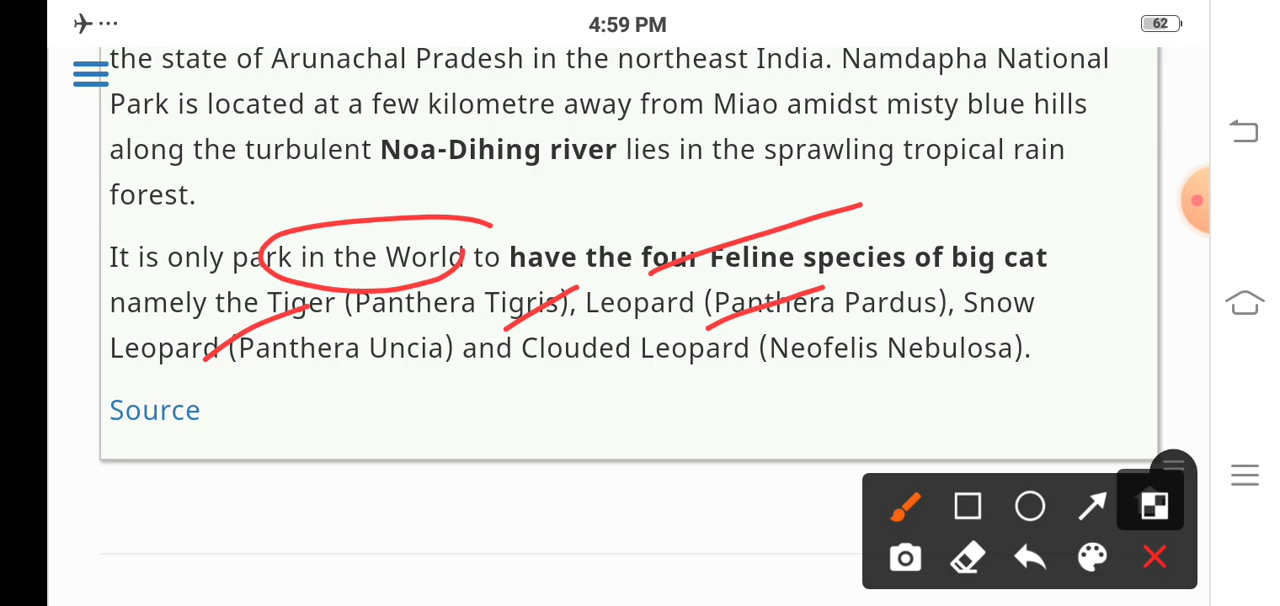 4:59 PM
62
the state of Arunachal Pradesh in the northeast India. Namdapha National
Park is located at a few kilometre away from Miao amidst misty blue hills
along the turbulent Noa-Dihing river lies in the sprawling tropical rain
forest.
It is only park in the World to have the four Feline species of big cat
namely the Tiger (Panthera Tigris), Leopard (Panthera Pardus), Snow
Leopard (Panthera Uncia) and Clouded Leopard (Neofelis Nebulosa).
Source